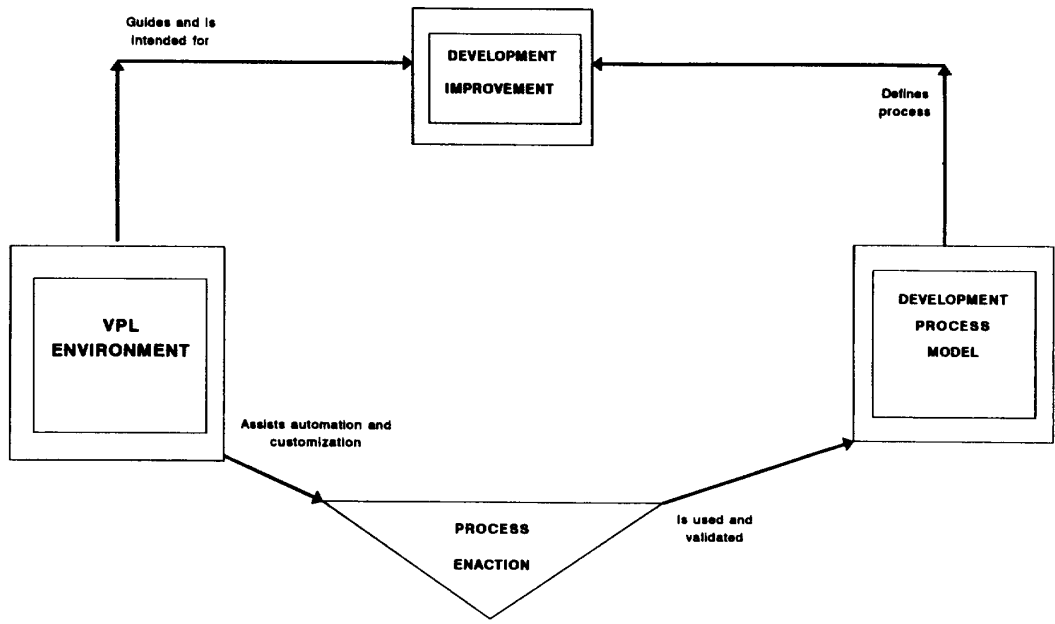 Guides and is
intended for
DEVELOPMENT
IMPROVEMENT
Defines
process
VPL
ENVIRONMENT
DEVELOPMENT
PROCESS
MODEL
Assists automation and
customization
PROCESS
ENACTION
Is used and
validated